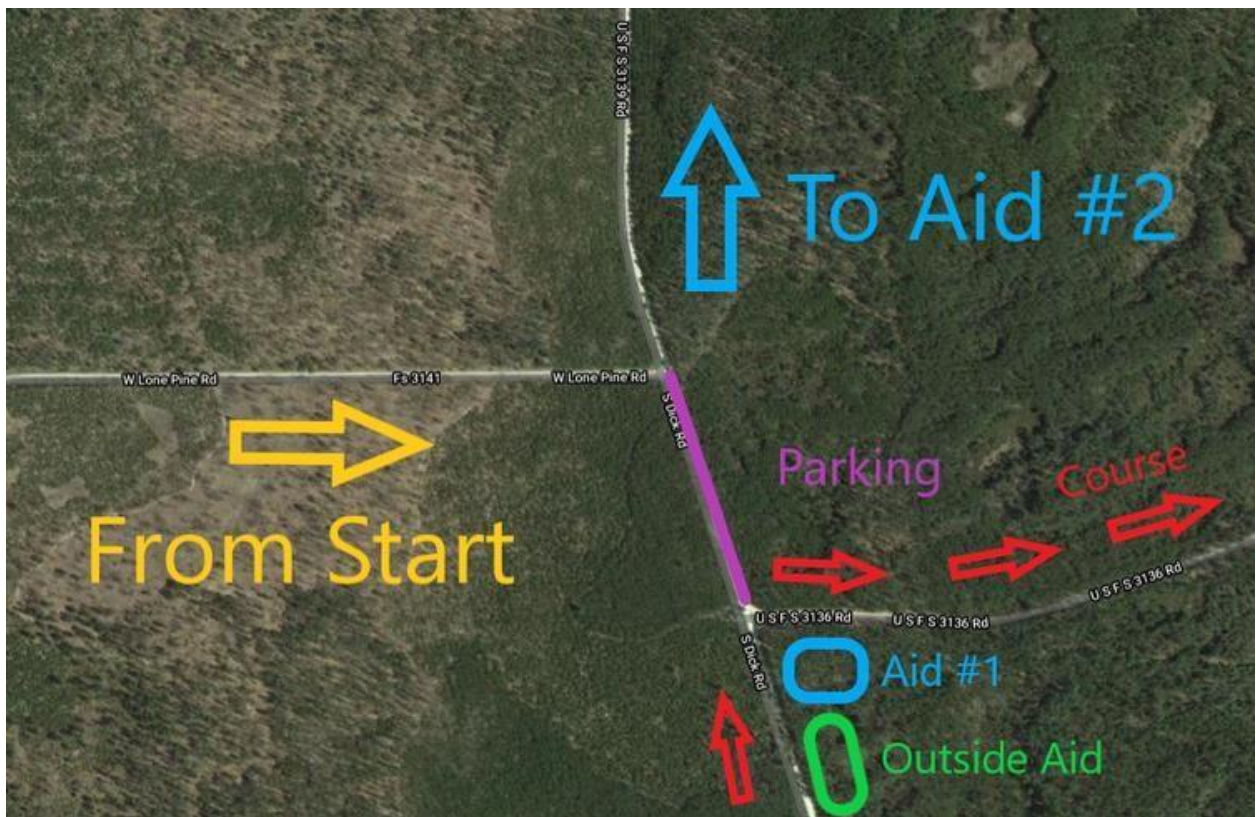 U S F S 3139 Rd
To Aid #2
W Lone Pine Rd
Fs 3141
W Lone Pine Rd
S Dick Rd
From Start
Parking
Course
U S F S 3136 Rd
U S F S 3136 Rd
U S F S 3136 Rd
S Dick Rd
Aid #1
Outside Aid